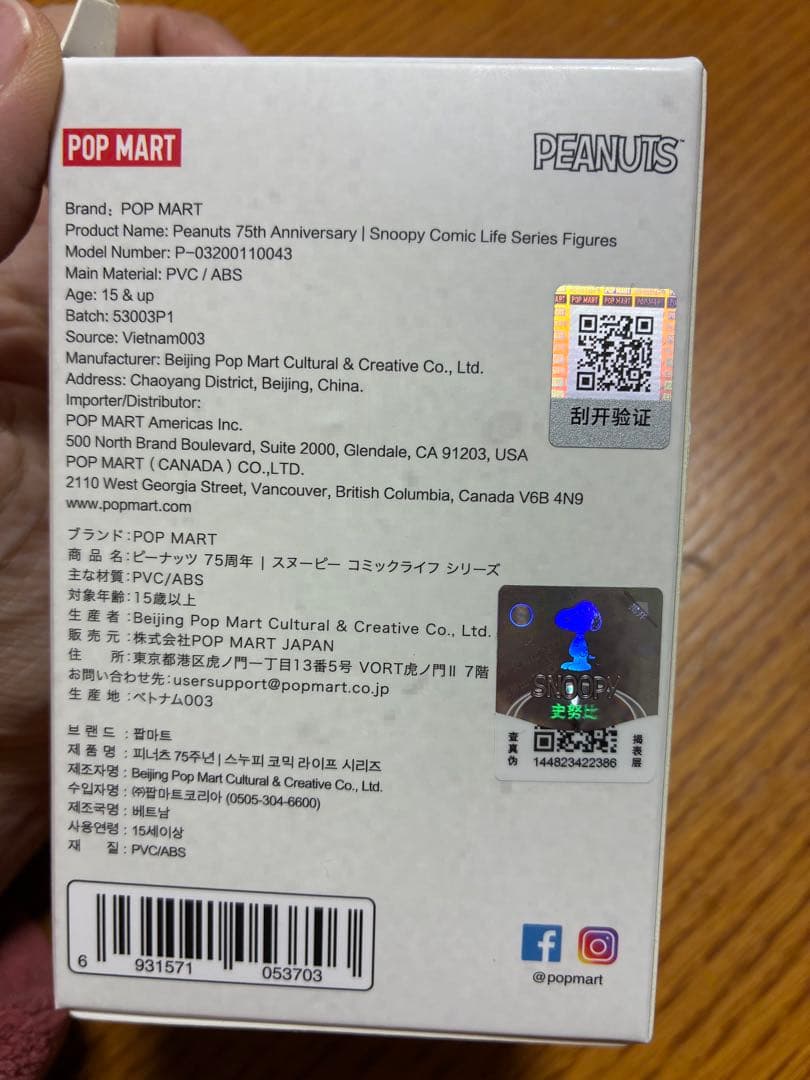 POP MART
PEANUTS™
Brand: POP MART
Product Name: Peanuts 75th Anniversary | Snoopy Comic Life Series Figures
Model Number: P-03200110043
Main Material: PVC / ABS
Age: 15 & up
Batch: 53003P1
Source: Vietnam003
Manufacturer: Beijing Pop Mart Cultural & Creative Co., Ltd.
Address: Chaoyang District, Beijing, China.
Importer/Distributor:
POP MART Americas Inc.
500 North Brand Boulevard, Suite 2000, Glendale, CA 91203, USA
POP MART（CANADA）CO.,LTD.
2110 West Georgia Street, Vancouver, British Columbia, Canada V6B 4N9
www.popmart.com
POP MART POP MART POP MART
刮开验证
ブランド:POP MART
商品名:ピーナッツ 75周年 | スヌーピー コミックライフ シリーズ
主な材質:PVC/ABS
対象年齢:15歳以上
生産者:Beijing Pop Mart Cultural & Creative Co., Ltd.
販売元:株式会社POP MART JAPAN
住所:東京都港区虎ノ門一丁目13番5号 VORT虎ノ門Ⅱ 7階
お問い合わせ先:usersupport@popmart.co.jp
生産地:ベトナム003
SNOOPY
史努比
查真伪
揭表层
144823422386
브랜드 : 팝마트
제품명 : 피너츠 75주년 | 스누피 코믹 라이프 시리즈
제조자명 : Beijing Pop Mart Cultural & Creative Co., Ltd.
수입자명 : ㈜팝마트코리아 (0505-304-6600)
제조국명 : 베트남
사용연령 : 15세이상
재질 : PVC/ABS
6 931571 053703
@popmart